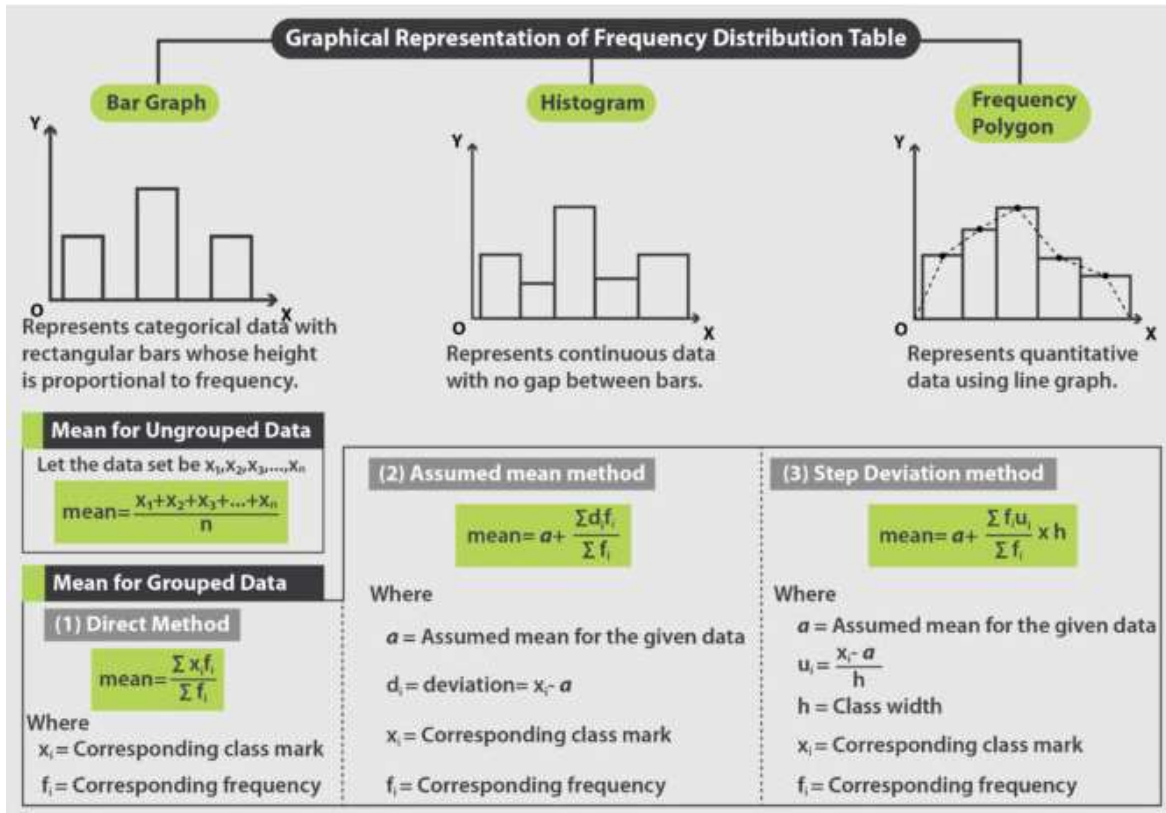 Graphical Representation of Frequency Distribution Table
Bar Graph
Y
O
X
Represents categorical data with
rectangular bars whose height
is proportional to frequency.
Histogram
Y
O
X
Represents continuous data
with no gap between bars.
Frequency
Polygon
Y
O
X
Represents quantitative
data using line graph.
Mean for Ungrouped Data
Let the data set be x₁,x₂,x₃,...,xₙ
mean= x₁+x₂+x₃+...+xₙ
n
Mean for Grouped Data
(1) Direct Method
mean= Σ xᵢfᵢ
Σ fᵢ
Where
xᵢ= Corresponding class mark
fᵢ= Corresponding frequency
(2) Assumed mean method
mean= a+ Σdᵢfᵢ
Σ fᵢ
Where
a = Assumed mean for the given data
dᵢ= deviation= xᵢ- a
xᵢ= Corresponding class mark
fᵢ= Corresponding frequency
(3) Step Deviation method
mean= a+ Σ fᵢuᵢ x h
Σ fᵢ
Where
a = Assumed mean for the given data
uᵢ= xᵢ- a
h
h = Class width
xᵢ= Corresponding class mark
fᵢ= Corresponding frequency